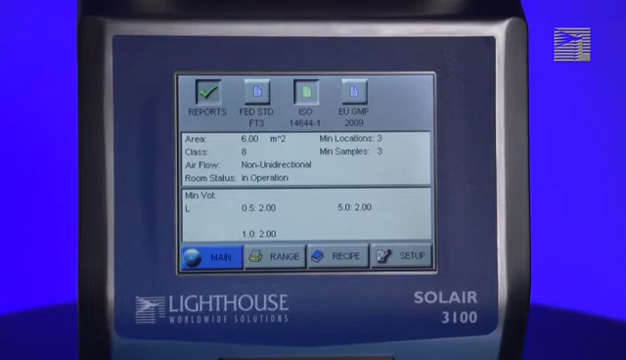 REPORTS FED STD FT3 ISO 14644-1 EU GMP 2009
Area: 6.00 m^2 Min Locations: 3
Class: 8 Min Samples: 3
Air Flow: Non-Unidirectional
Room Status: In Operation
Min Vol:
L 0.5: 2.00 5.0: 2.00
1.0: 2.00
MAIN RANGE RECIPE SETUP
LIGHTHOUSE
WORLDWIDE SOLUTIONS
SOLAIR
3100